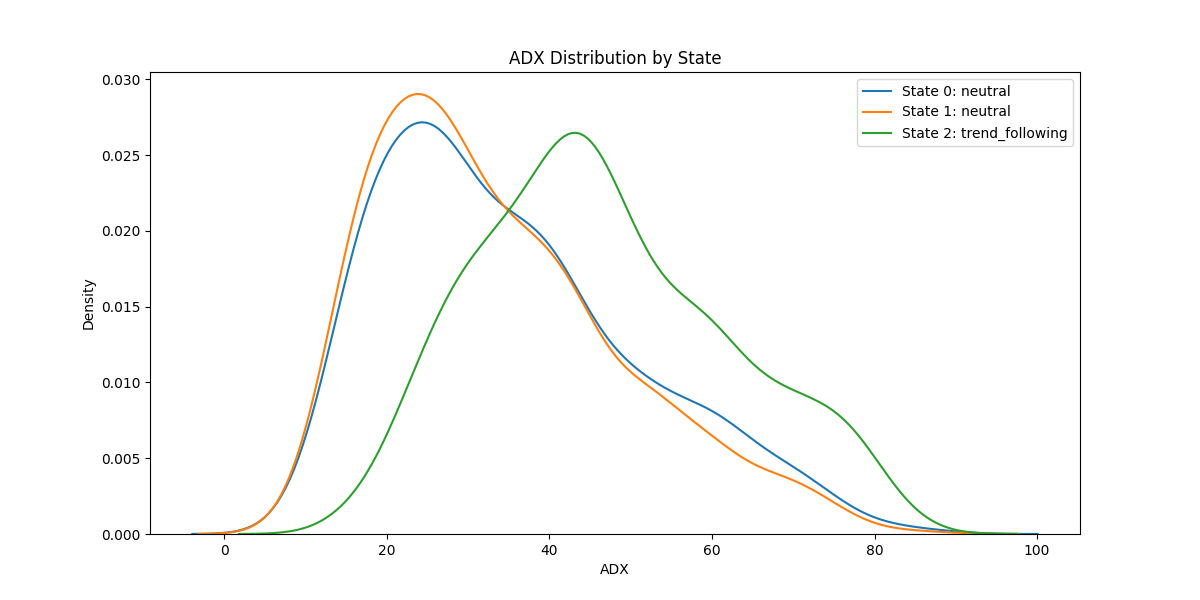 ADX Distribution by State
State 0: neutral
State 1: neutral
State 2: trend_following
Density
0.030
0.025
0.020
0.015
0.010
0.005
0.000
0 20 40 60 80 100
ADX